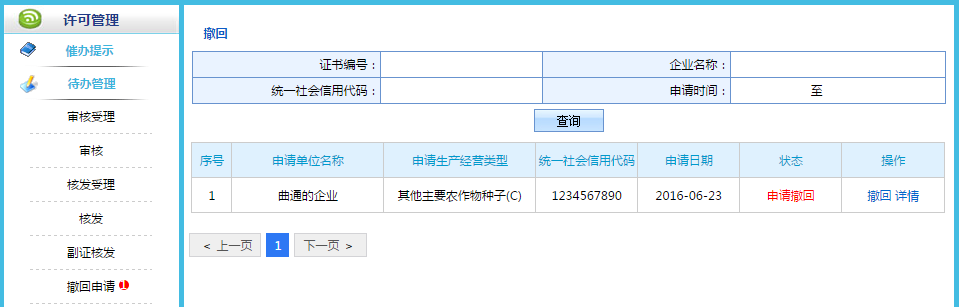 许可管理
催办提示
待办管理
审核受理
审核
核发受理
核发
副证核发
撤回申请 1
撤回
证书编号： 企业名称：
统一社会信用代码： 申请时间： 至
查询
序号 申请单位名称 申请生产经营类型 统一社会信用代码 申请日期 状态 操作
1 曲通的企业 其他主要农作物种子(C) 1234567890 2016-06-23 申请撤回 撤回 详情
< 上一页 1 下一页 >